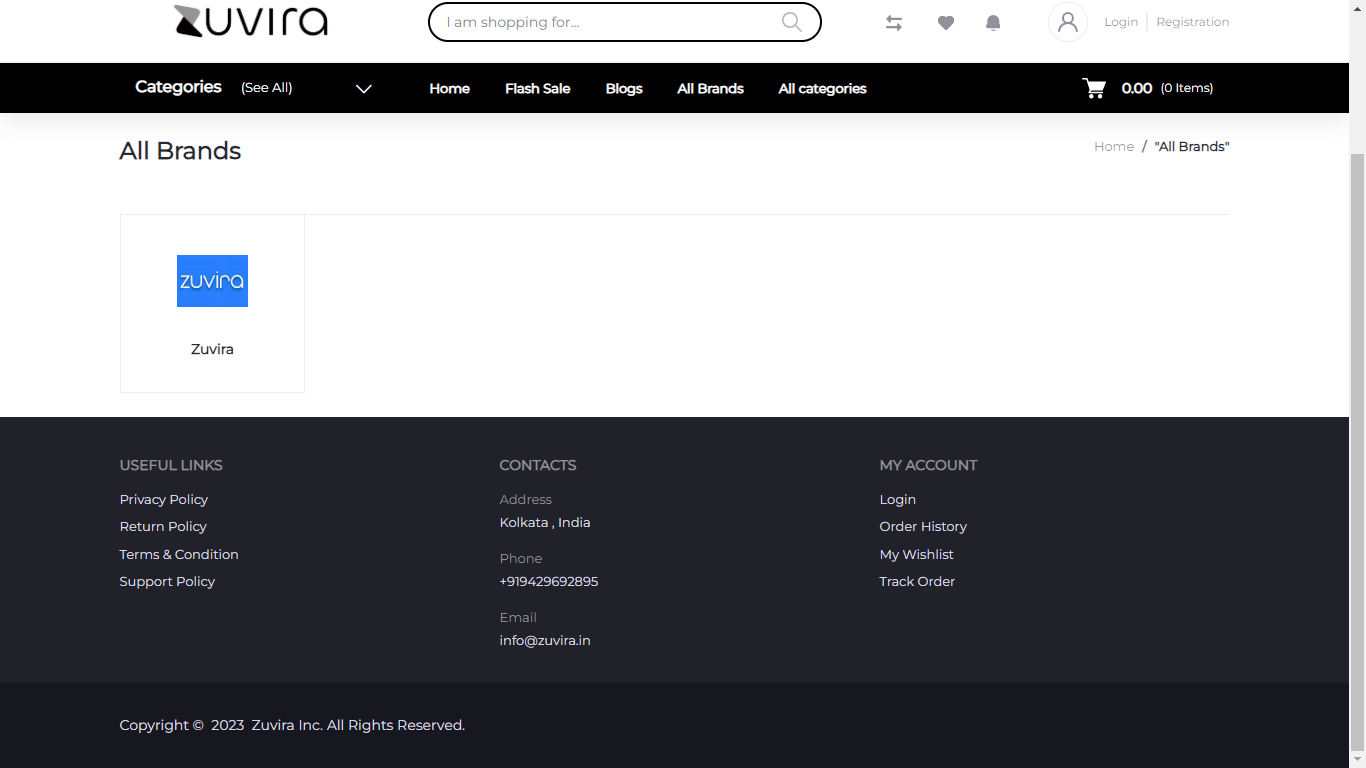 zuvira
I am shopping for...
Login Registration
Categories (See All) Home Flash Sale Blogs All Brands All categories 0.00 (0 Items)
All Brands
Home / "All Brands"
zuvira
Zuvira
USEFUL LINKS
Privacy Policy
Return Policy
Terms & Condition
Support Policy
CONTACTS
Address
Kolkata , India
Phone
+919429692895
Email
info@zuvira.in
MY ACCOUNT
Login
Order History
My Wishlist
Track Order
Copyright © 2023 Zuvira Inc. All Rights Reserved.